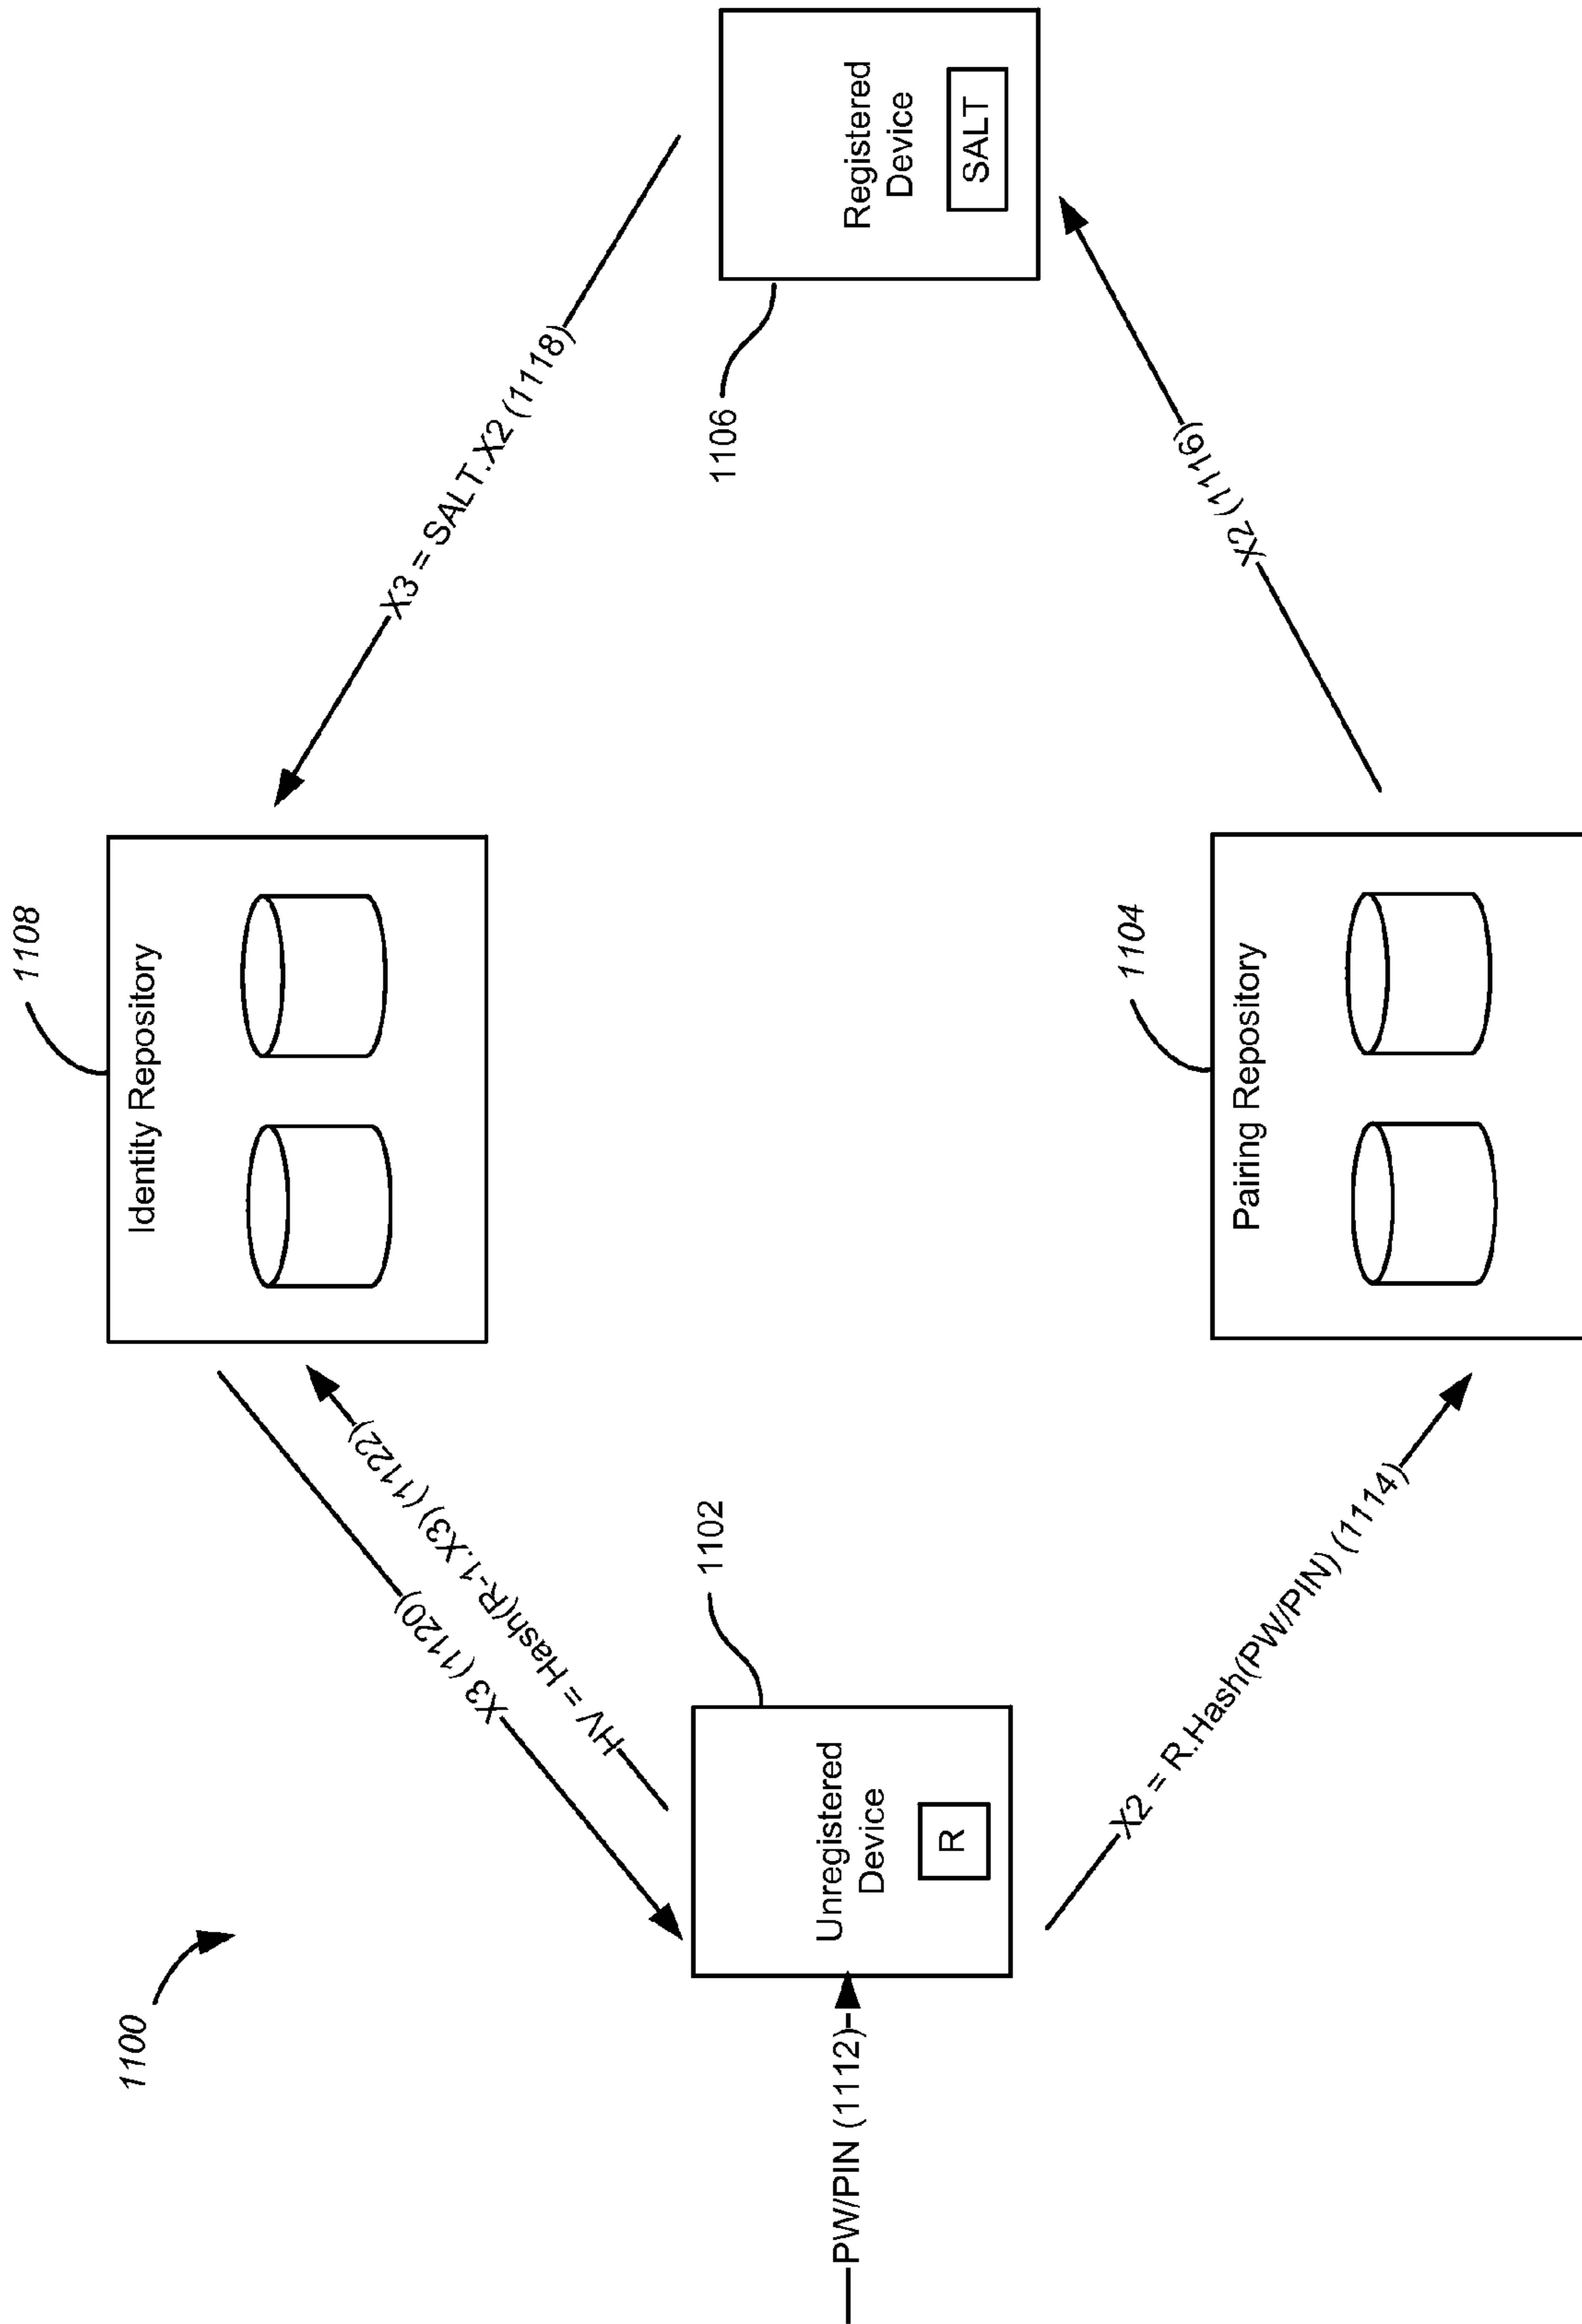 1100
1108
Identity Repository
X3 = SALT.X2 (1118)
X3 (1120)
HV = Hash(R-1.X3) (1122)
1102
1106
PW/PIN (1112)
Unregistered
Device
R
Registered
Device
SALT
X2 = R.Hash(PW/PIN) (1114)
X2 (1116)
1104
Pairing Repository